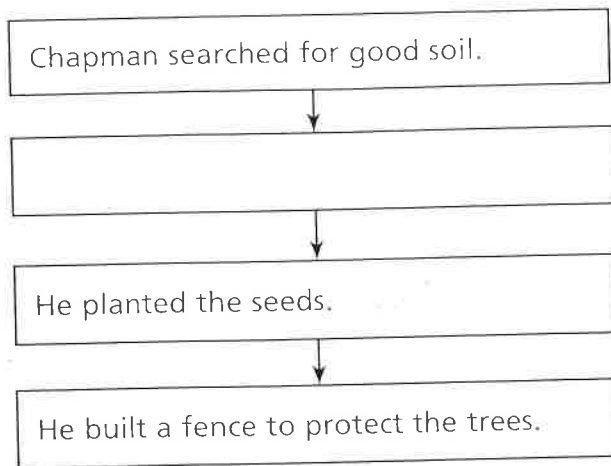 Chapman searched for good soil.
He planted the seeds.
He built a fence to protect the trees.